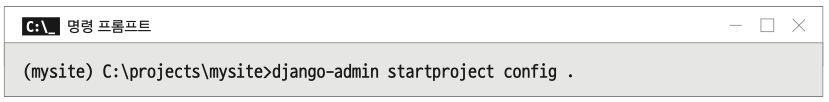 C:\_ 명령 프롬프트
(mysite) C:\projects\mysite>django-admin startproject config .